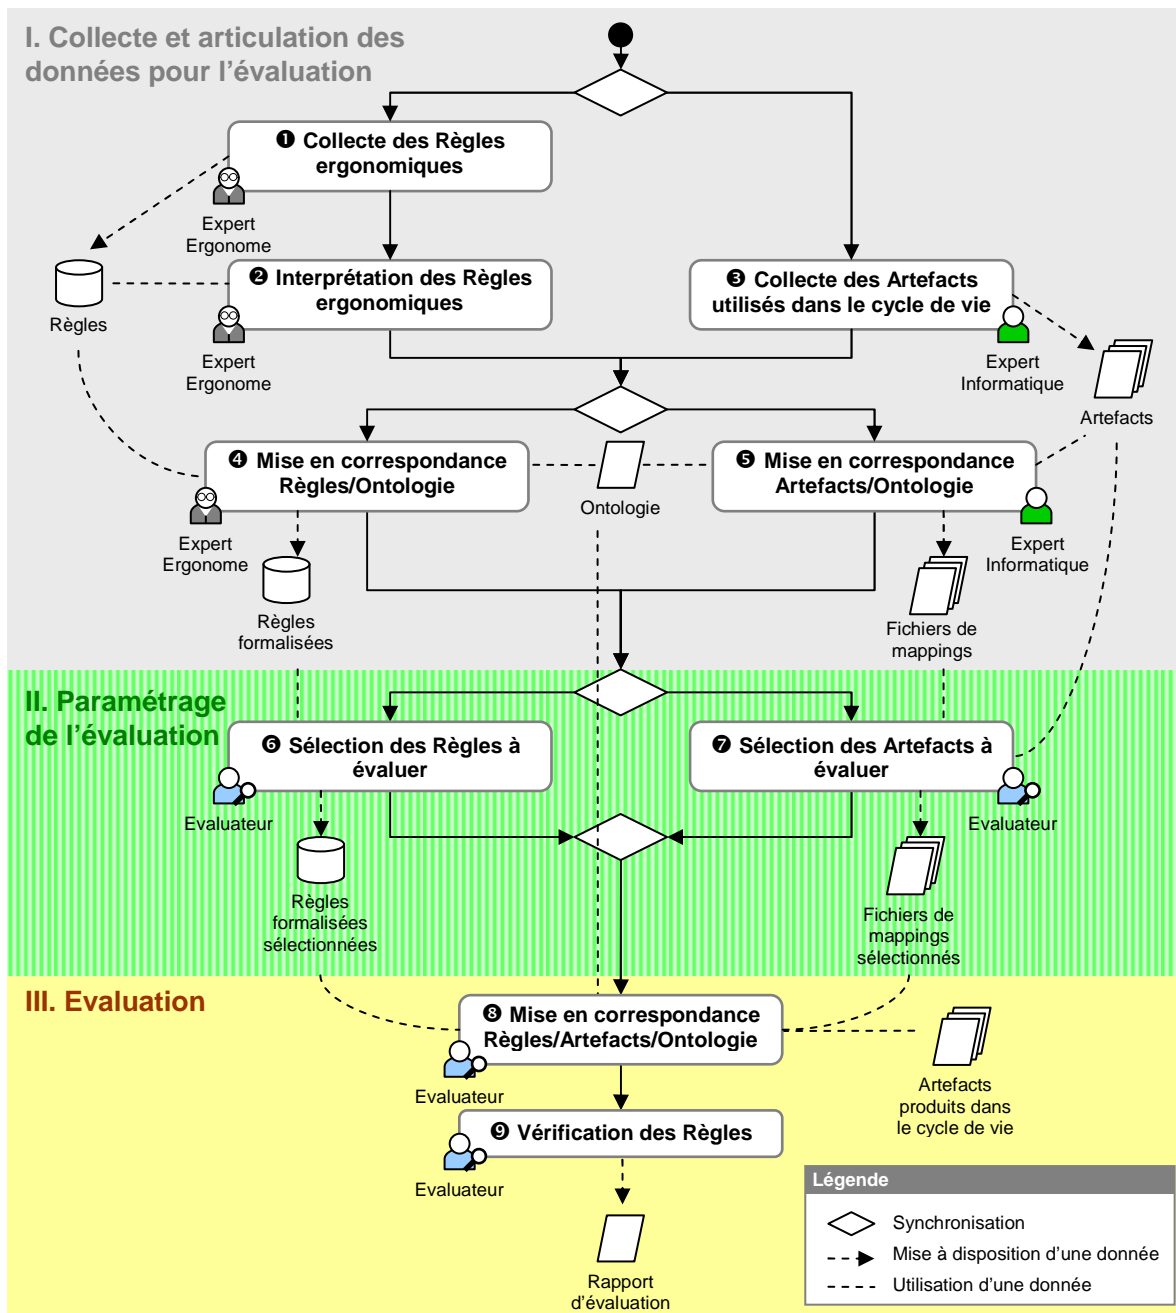 I. Collecte et articulation des
données pour l'évaluation
❶ Collecte des Règles
ergonomiques
Expert
Ergonome
❷ Interprétation des Règles
ergonomiques
Règles
Expert
Ergonome
❸ Collecte des Artefacts
utilisés dans le cycle de vie
Expert
Informatique
Artefacts
❹ Mise en correspondance
Règles/Ontologie
Ontologie
❺ Mise en correspondance
Artefacts/Ontologie
Expert
Ergonome
Expert
Informatique
Règles
formalisées
Fichiers de
mappings
II. Paramétrage
de l'évaluation
❻ Sélection des Règles à
évaluer
❼ Sélection des Artefacts à
évaluer
Evaluateur
Evaluateur
Règles
formalisées
sélectionnées
Fichiers de
mappings
sélectionnés
III. Evaluation
❽ Mise en correspondance
Règles/Artefacts/Ontologie
Evaluateur
Artefacts
produits dans
le cycle de vie
❾ Vérification des Règles
Evaluateur
Rapport
d'évaluation
Légende
Synchronisation
Mise à disposition d'une donnée
Utilisation d'une donnée